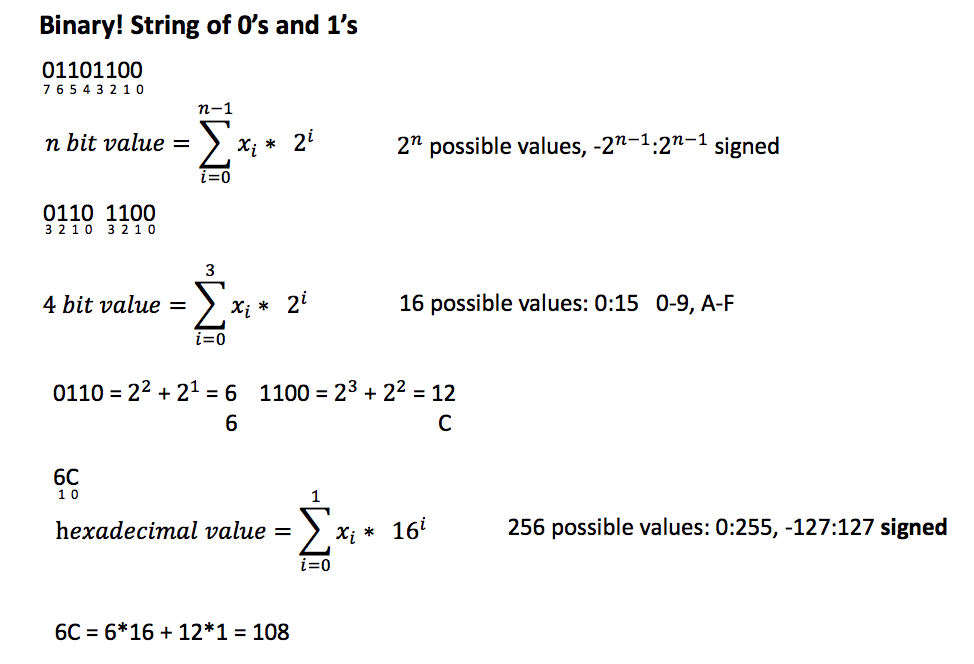 Binary! String of 0's and 1's
01101100
7 6 5 4 3 2 1 0
n bit value = ∑_{i=0}^{n−1} x_i * 2^i 2^n possible values, -2^{n−1}:2^{n−1} signed
0110 1100
3 2 1 0 3 2 1 0
4 bit value = ∑_{i=0}^{3} x_i * 2^i 16 possible values: 0:15 0-9, A-F
0110 = 2^2 + 2^1 = 6 1100 = 2^3 + 2^2 = 12
6 C
6C
1 0
hexadecimal value = ∑_{i=0}^{1} x_i * 16^i 256 possible values: 0:255, -127:127 signed
6C = 6*16 + 12*1 = 108